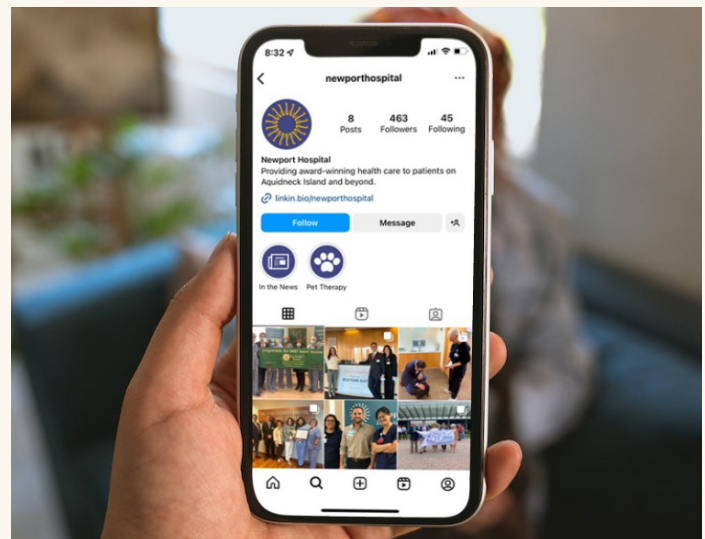 8:32
newporthospital
8 463 45
Posts Followers Following
Newport Hospital
Providing award-winning health care to patients on
Aquidneck Island and beyond.
linkin.bio/newporthospital
Follow Message
In the News Pet Therapy